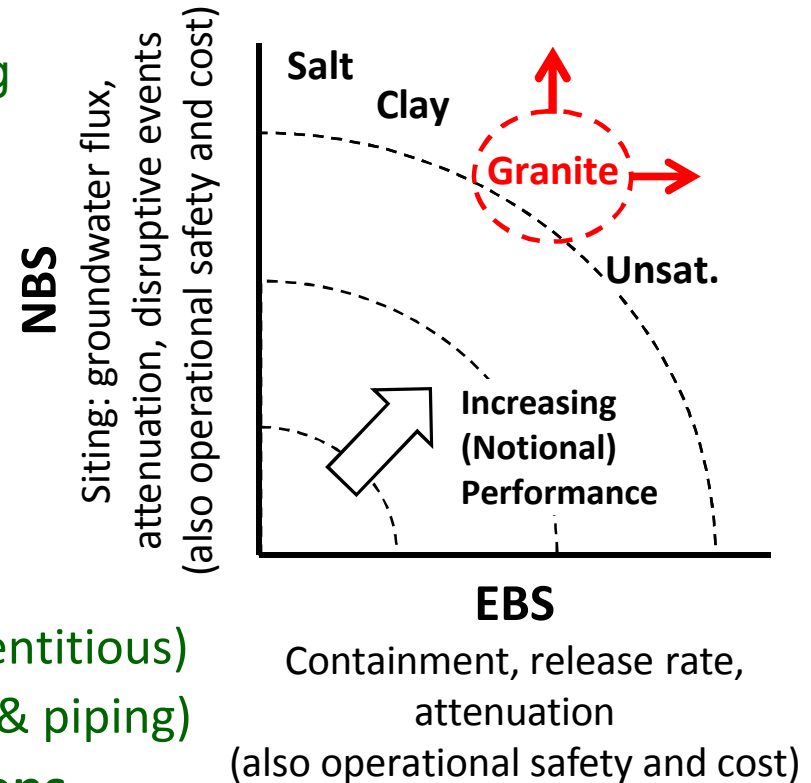 g
NBS
Siting: groundwater flux,
attenuation, disruptive events
(also operational safety and cost)
Salt
Clay
Granite
Unsat.
Increasing
(Notional)
Performance
EBS
Containment, release rate,
attenuation
(also operational safety and cost)
entitious)
& piping)